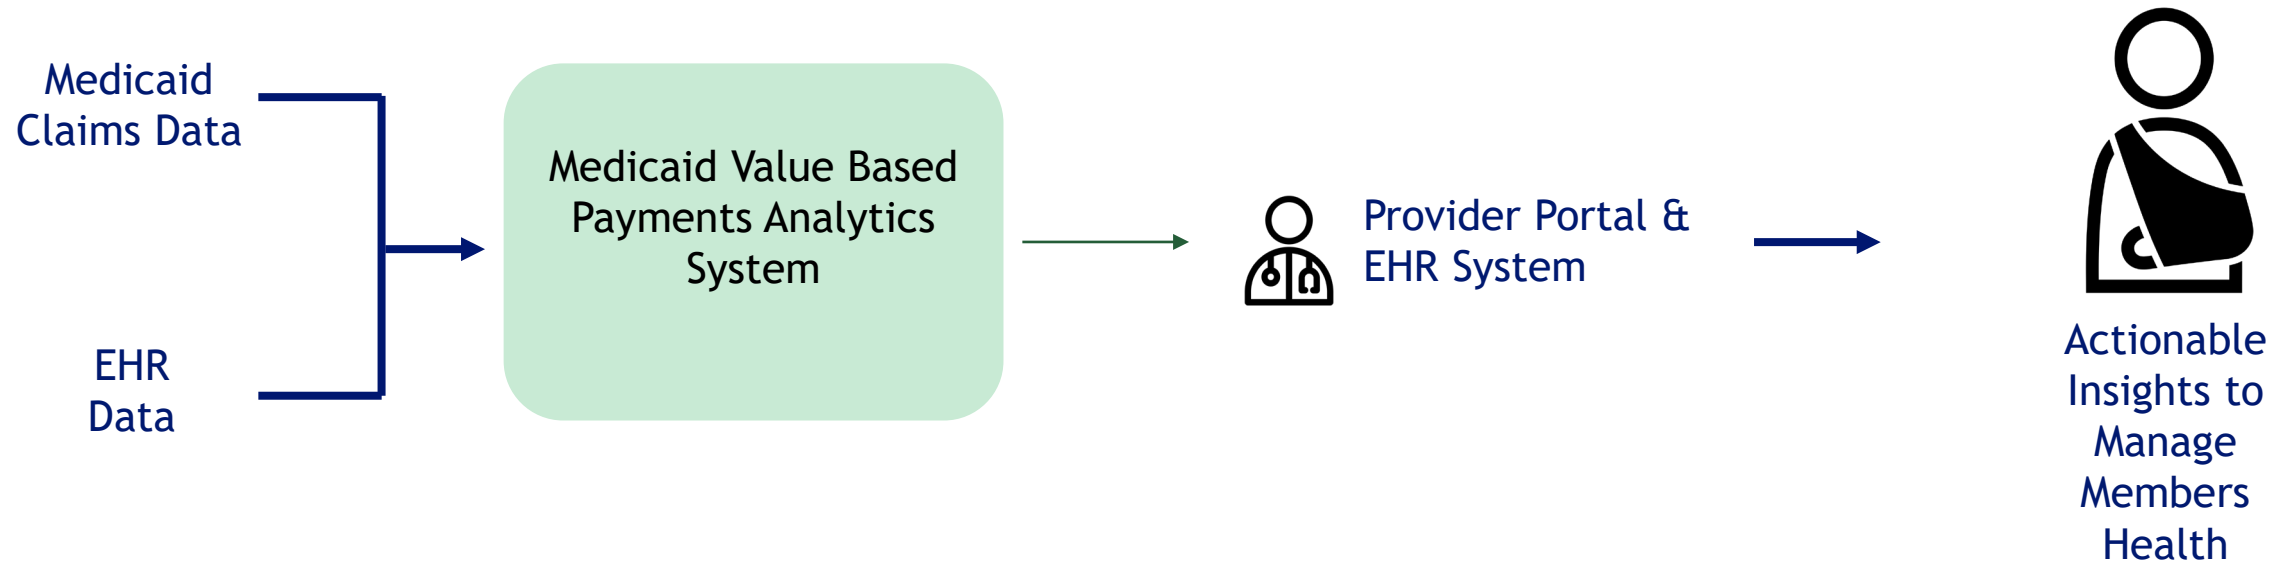 Medicaid
Claims Data
EHR
Data
Medicaid Value Based
Payments Analytics
System
Provider Portal &
EHR System
Actionable
Insights to
Manage
Members
Health